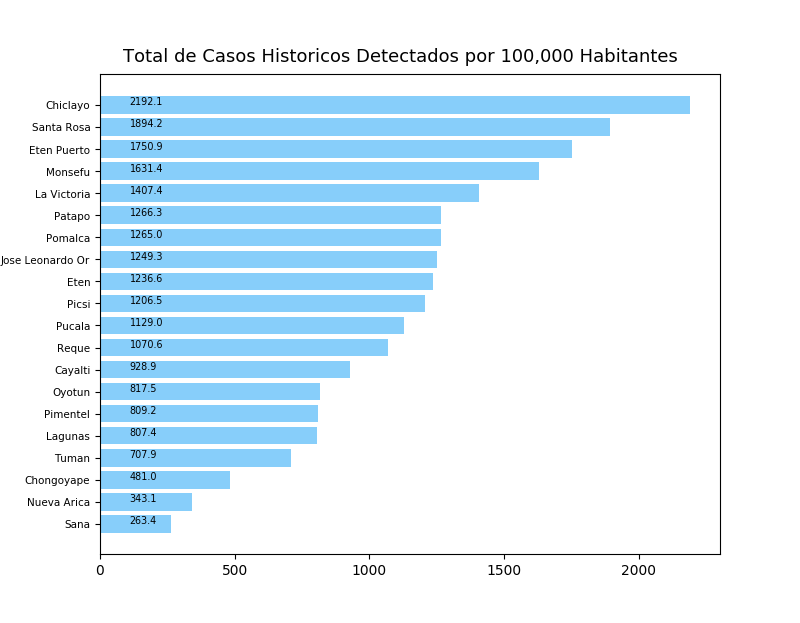 Total de Casos Historicos Detectados por 100,000 Habitantes
Chiclayo 2192.1
Santa Rosa 1894.2
Eten Puerto 1750.9
Monsefu 1631.4
La Victoria 1407.4
Patapo 1266.3
Pomalca 1265.0
Jose Leonardo Or 1249.3
Eten 1236.6
Picsi 1206.5
Pucala 1129.0
Reque 1070.6
Cayalti 928.9
Oyotun 817.5
Pimentel 809.2
Lagunas 807.4
Tuman 707.9
Chongoyape 481.0
Nueva Arica 343.1
Sana 263.4
0 500 1000 1500 2000